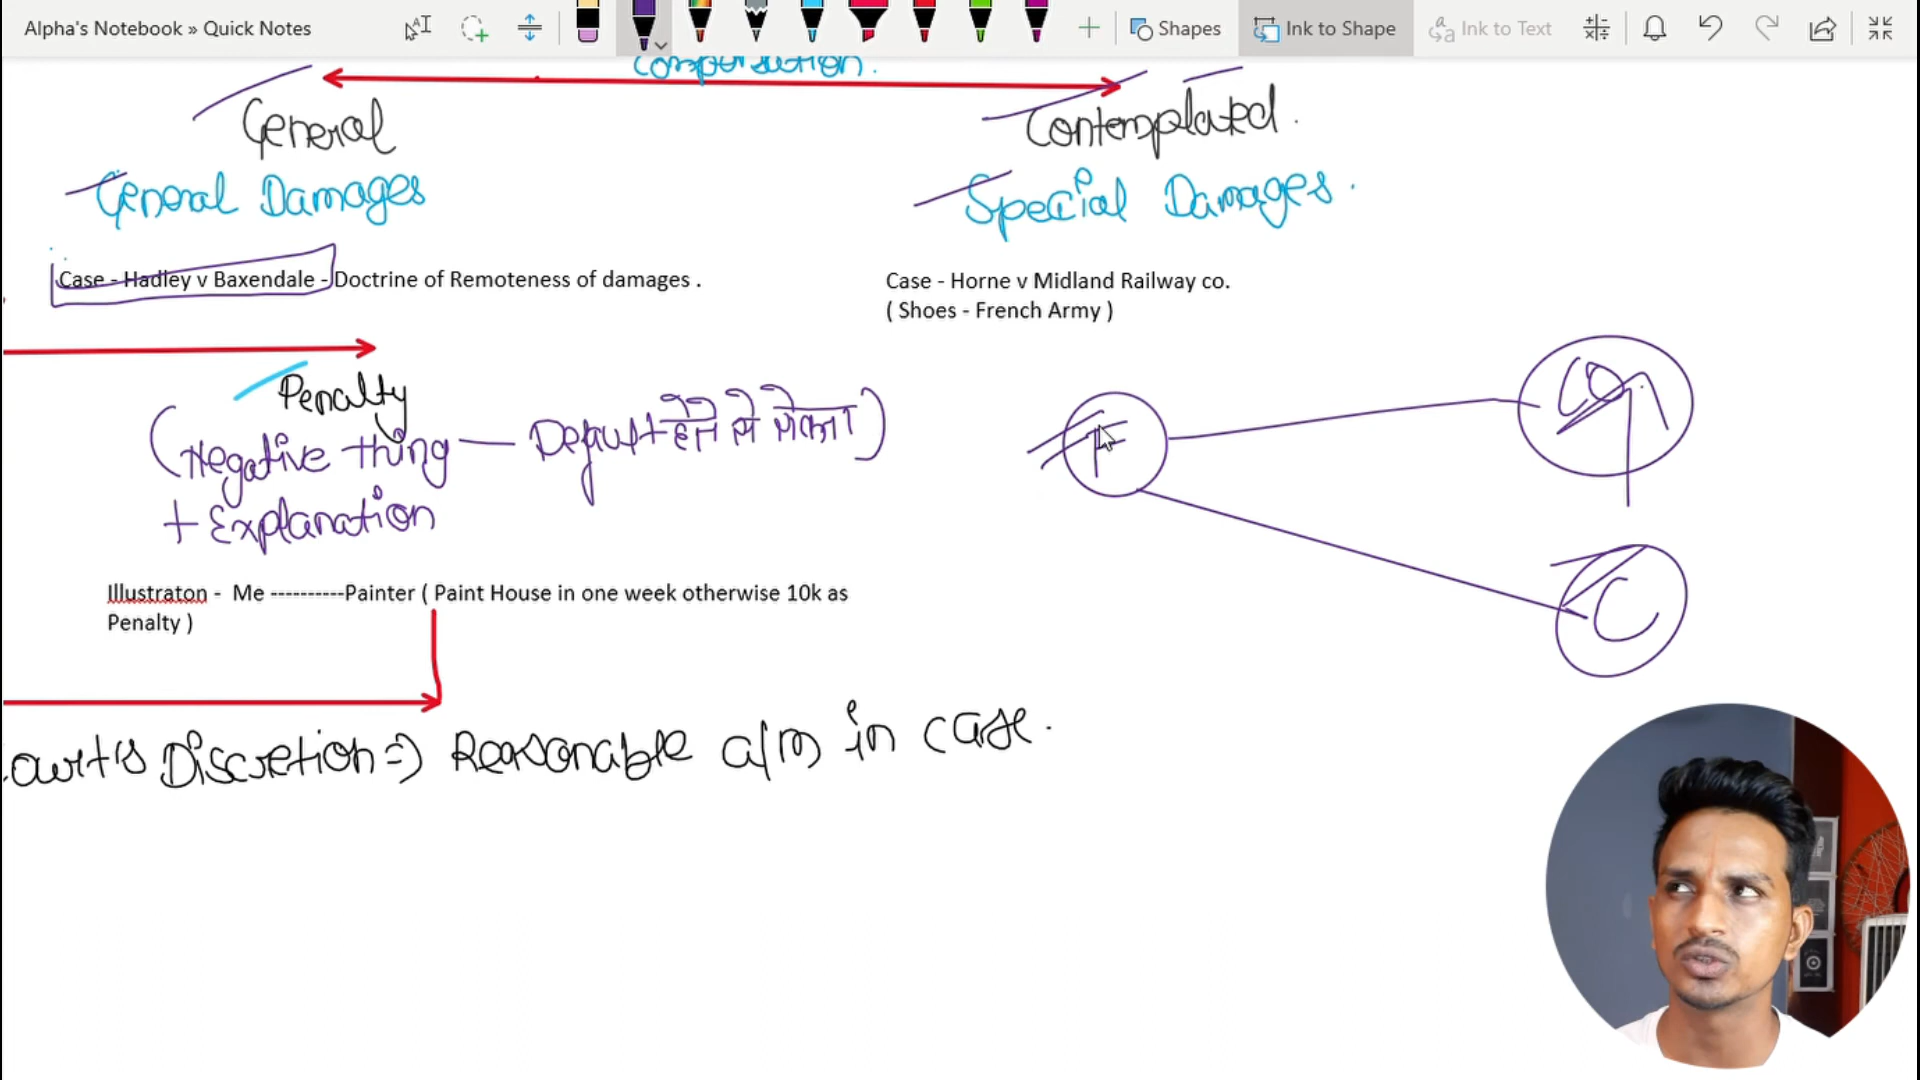 Alpha's Notebook » Quick Notes
Shapes
Ink to Shape
Ink to Text
Compensation.
General
Contemplated.
General Damages
Special Damages.
Case - Hadley v Baxendale - Doctrine of Remoteness of damages .
Case - Horne v Midland Railway co.
( Shoes - French Army )
Penalty
(Negative thing — Default देने से रोकना)
+ Explanation
F
C
Illustraton - Me ----------Painter ( Paint House in one week otherwise 10k as
Penalty )
Discretion => Reasonable a/m in case.